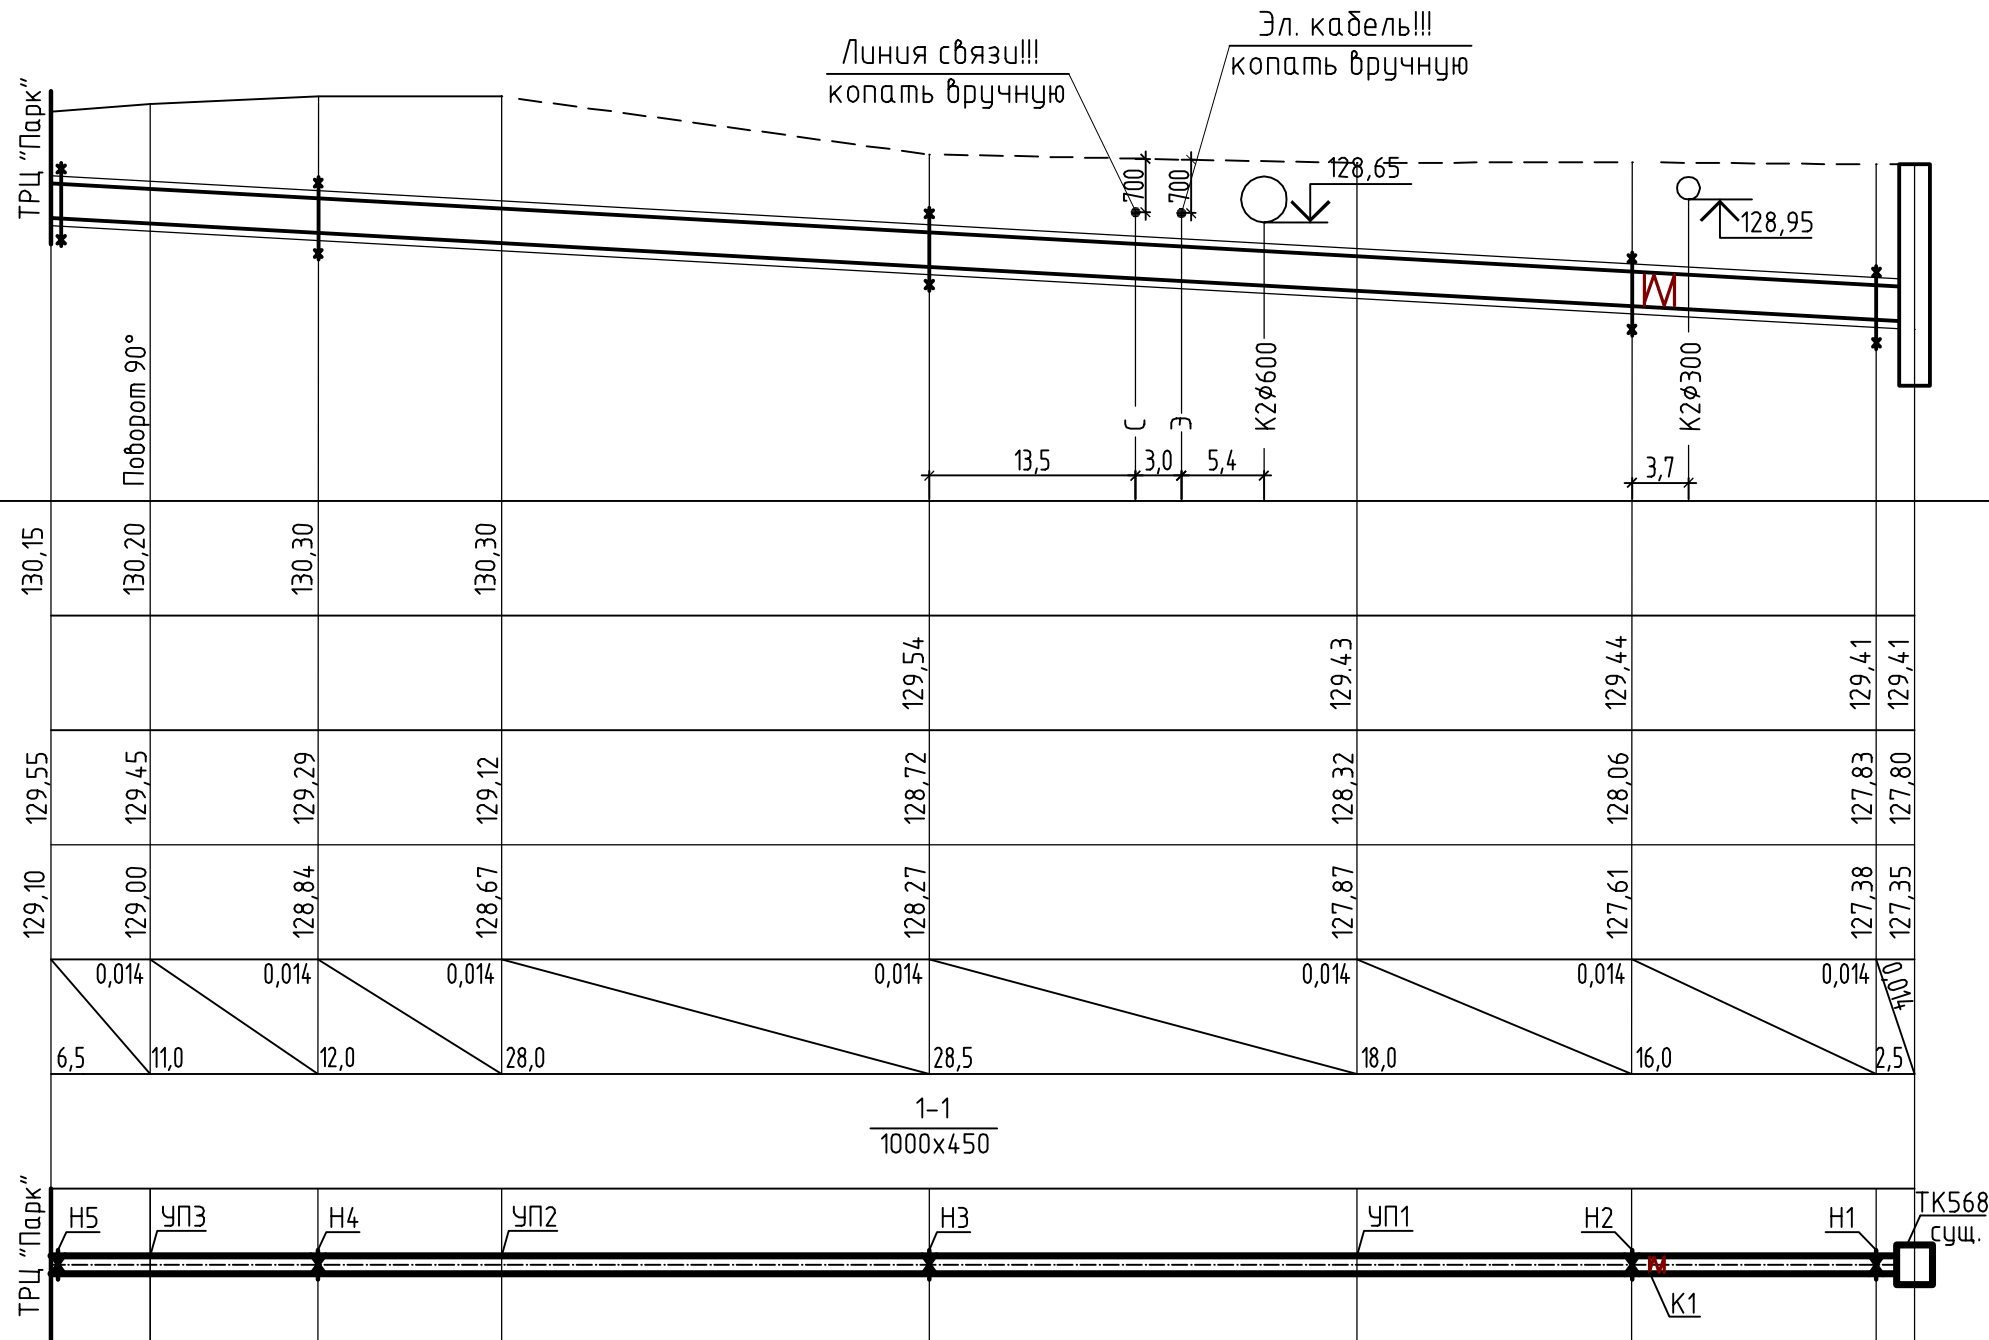 Эл. кабель!!!
копать вручную
Линия связи!!!
копать вручную
ТРЦ "Парк"
700
700
128,65
128,95
Поворот 90°
С
Э
К2ϕ600
К2ϕ300
13,5
3,0
5,4
3,7
130,15
130,20
130,30
130,30
129,54
129.43
129,44
129,41
129,41
129,55
129,45
129,29
129,12
128,72
128,32
128,06
127,83
127,80
129,10
129,00
128,84
128,67
128,27
127,87
127,61
127,38
127,35
0,014
0,014
0,014
0,014
0,014
0,014
0,014
0,014
6,5
11,0
12,0
28,0
28,5
18,0
16,0
2,5
1-1
1000х450
ТРЦ "Парк"
Н5
УП3
Н4
УП2
Н3
УП1
Н2
Н1
ТК568
сущ.
К1